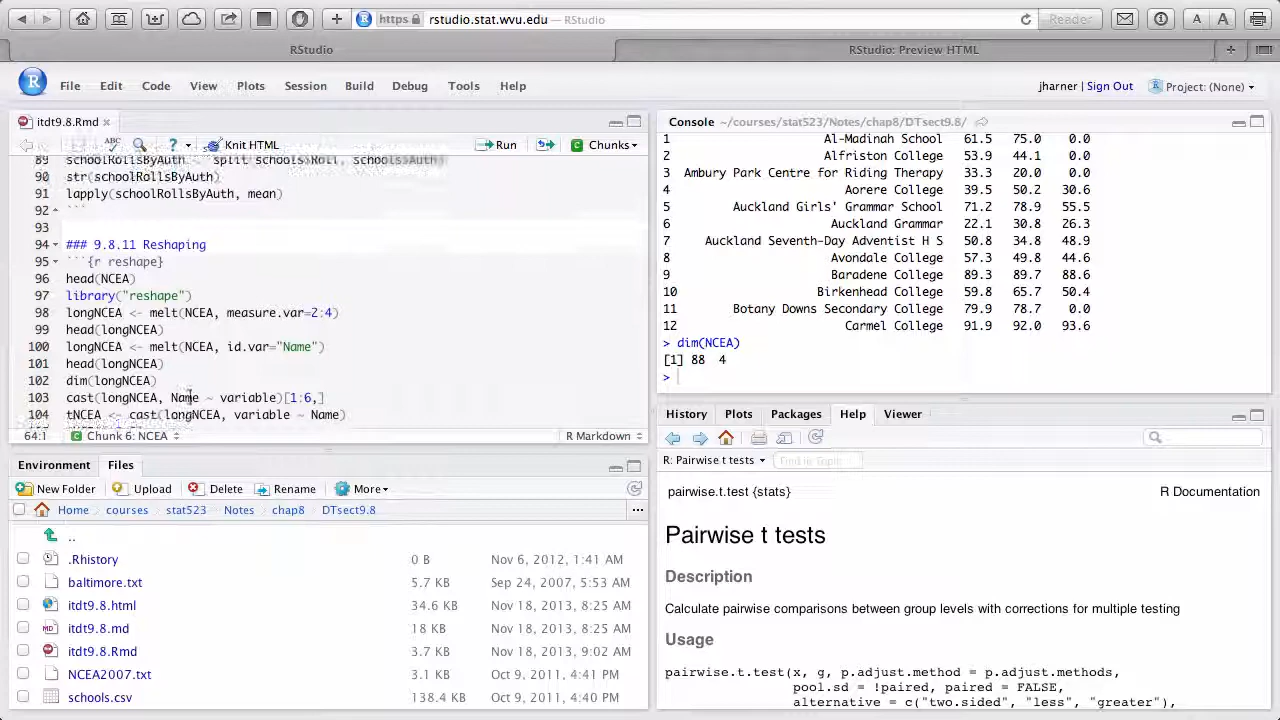 https rstudio.stat.wvu.edu — RStudio Reader A A
RStudio RStudio: Preview HTML
R File Edit Code View Plots Session Build Debug Tools Help jharner | Sign Out Project: (None)
itdt9.8.Rmd
ABC ? Knit HTML Run Chunks
89 schoolRollsByAuth split schools$Roll, schools$Auth)
90 str(schoolRollsByAuth)
91 lapply(schoolRollsByAuth, mean)
92 ```
93
94 ### 9.8.11 Reshaping
95 ```{r reshape}
96 head(NCEA)
97 library("reshape")
98 longNCEA <- melt(NCEA, measure.var=2:4)
99 head(longNCEA)
100 longNCEA <- melt(NCEA, id.var="Name")
101 head(longNCEA)
102 dim(longNCEA)
103 cast(longNCEA, Name ~ variable)[1:6,]
104 tNCEA <- cast(longNCEA, variable ~ Name)
64:1 C Chunk 6: NCEA R Markdown
Environment Files
New Folder Upload Delete Rename More
Home courses stat523 Notes chap8 DTsect9.8 ...
..
.Rhistory 0 B Nov 6, 2012, 1:41 AM
baltimore.txt 5.7 KB Sep 24, 2007, 5:53 AM
itdt9.8.html 34.6 KB Nov 18, 2013, 8:25 AM
itdt9.8.md 18 KB Nov 18, 2013, 8:25 AM
itdt9.8.Rmd 3.7 KB Nov 18, 2013, 9:02 AM
NCEA2007.txt 3.1 KB Oct 9, 2011, 4:41 PM
schools.csv 138.4 KB Oct 9, 2011, 4:40 PM
Console ~/courses/stat523/Notes/chap8/DTsect9.8/
1 Al-Madinah School 61.5 75.0 0.0
2 Alfriston College 53.9 44.1 0.0
3 Ambury Park Centre for Riding Therapy 33.3 20.0 0.0
4 Aorere College 39.5 50.2 30.6
5 Auckland Girls' Grammar School 71.2 78.9 55.5
6 Auckland Grammar 22.1 30.8 26.3
7 Auckland Seventh-Day Adventist H S 50.8 34.8 48.9
8 Avondale College 57.3 49.8 44.6
9 Baradene College 89.3 89.7 88.6
10 Birkenhead College 59.8 65.7 50.4
11 Botany Downs Secondary College 79.9 78.7 0.0
12 Carmel College 91.9 92.0 93.6
> dim(NCEA)
[1] 88 4
>
History Plots Packages Help Viewer
R: Pairwise t tests Find in Topic
pairwise.t.test {stats} R Documentation
Pairwise t tests
Description
Calculate pairwise comparisons between group levels with corrections for multiple testing
Usage
pairwise.t.test(x, g, p.adjust.method = p.adjust.methods,
pool.sd = !paired, paired = FALSE,
alternative = c("two.sided", "less", "greater"),